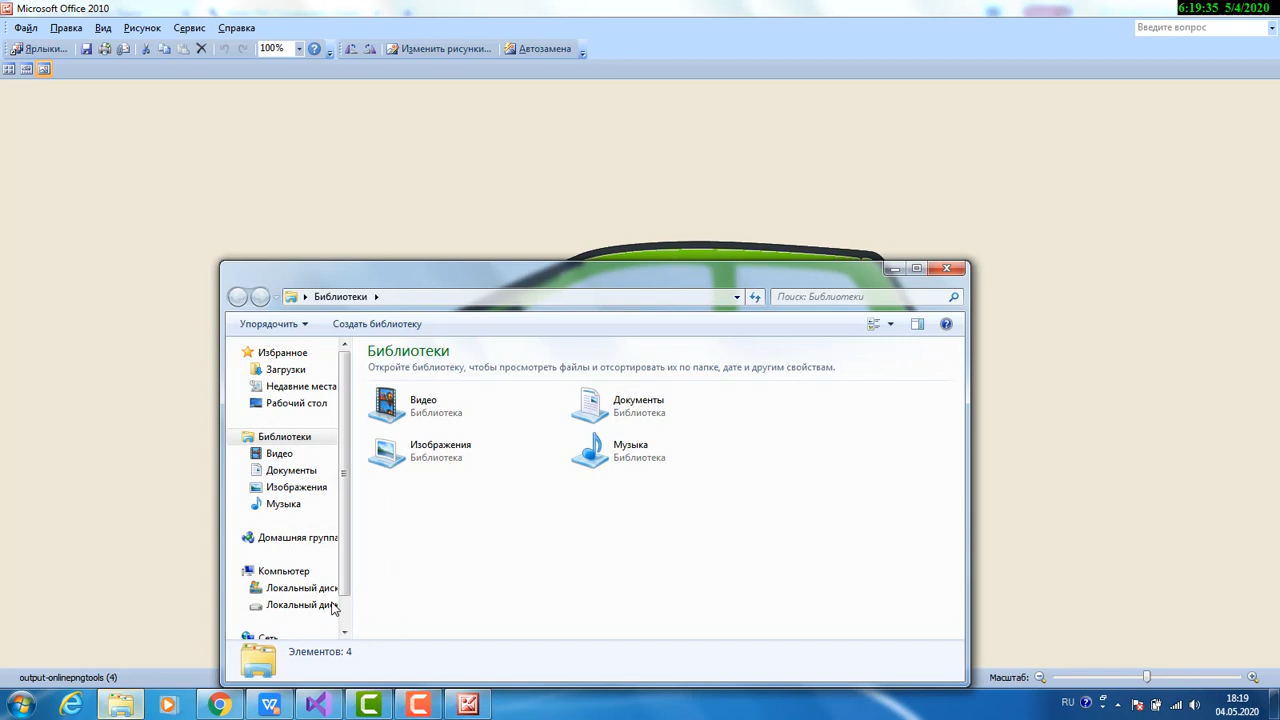 Microsoft Office 2010
6:19:35 5/4/2020
Файл Правка Вид Рисунок Сервис Справка
Введите вопрос
Ярлыки... 100% Изменить рисунки... Автозамена
Библиотеки
Поиск: Библиотеки
Упорядочить Создать библиотеку
Избранное
Загрузки
Недавние места
Рабочий стол
Библиотеки
Видео
Документы
Изображения
Музыка
Домашняя группа
Компьютер
Локальный диск
Локальный дис
Сеть
Библиотеки
Откройте библиотеку, чтобы просмотреть файлы и отсортировать их по папке, дате и другим свойствам.
Видео
Библиотека
Документы
Библиотека
Изображения
Библиотека
Музыка
Библиотека
Элементов: 4
output-onlinepngtools (4)
Масштаб:
RU
18:19
04.05.2020